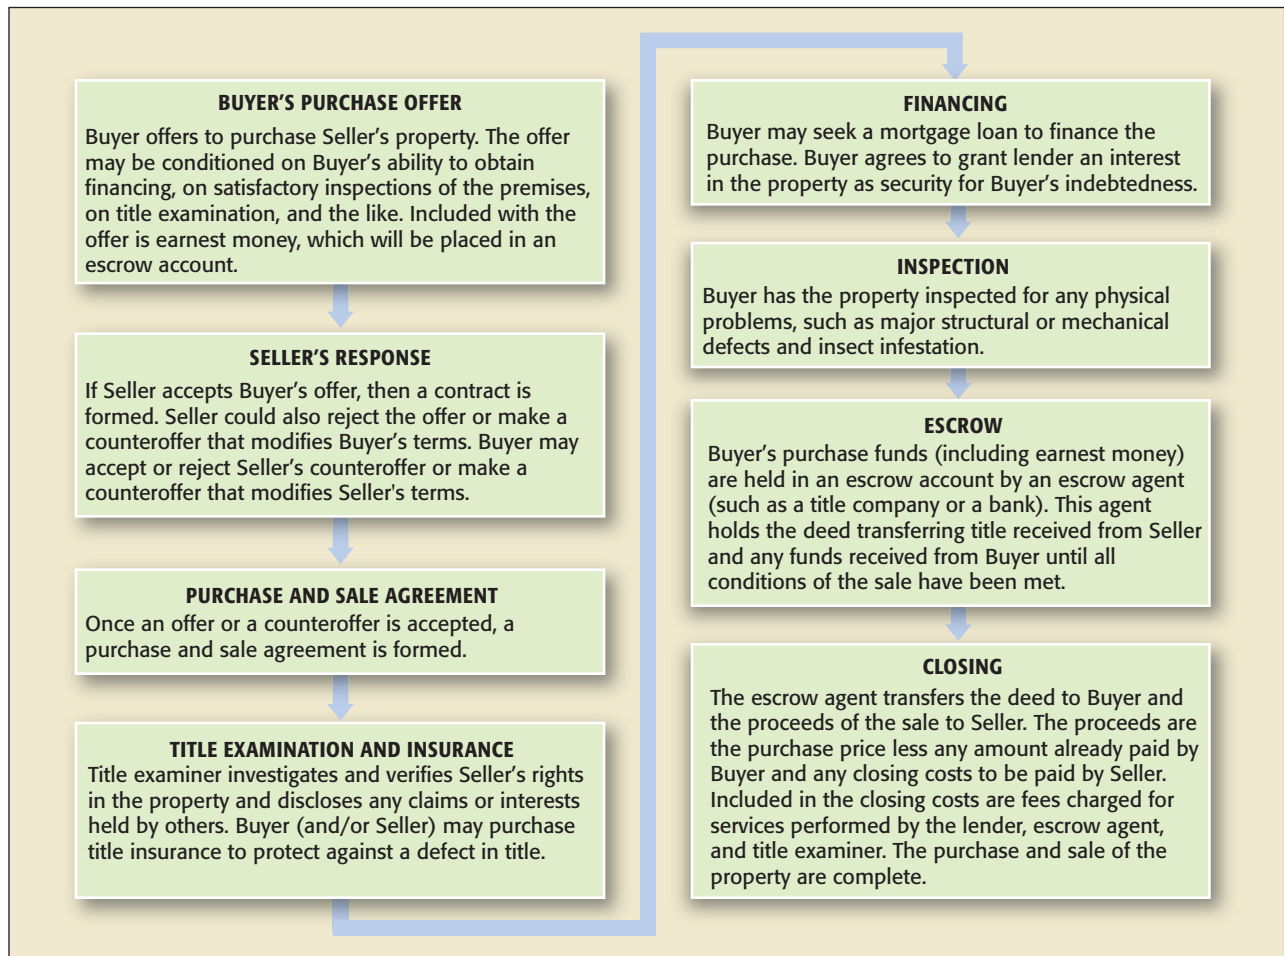 BUYER’S PURCHASE OFFER
Buyer offers to purchase Seller’s property. The offer
may be conditioned on Buyer’s ability to obtain
financing, on satisfactory inspections of the premises,
on title examination, and the like. Included with the
offer is earnest money, which will be placed in an
escrow account.
SELLER’S RESPONSE
If Seller accepts Buyer’s offer, then a contract is
formed. Seller could also reject the offer or make a
counteroffer that modifies Buyer’s terms. Buyer may
accept or reject Seller’s counteroffer or make a
counteroffer that modifies Seller's terms.
PURCHASE AND SALE AGREEMENT
Once an offer or a counteroffer is accepted, a
purchase and sale agreement is formed.
TITLE EXAMINATION AND INSURANCE
Title examiner investigates and verifies Seller’s rights
in the property and discloses any claims or interests
held by others. Buyer (and/or Seller) may purchase
title insurance to protect against a defect in title.
FINANCING
Buyer may seek a mortgage loan to finance the
purchase. Buyer agrees to grant lender an interest
in the property as security for Buyer’s indebtedness.
INSPECTION
Buyer has the property inspected for any physical
problems, such as major structural or mechanical
defects and insect infestation.
ESCROW
Buyer’s purchase funds (including earnest money)
are held in an escrow account by an escrow agent
(such as a title company or a bank). This agent
holds the deed transferring title received from Seller
and any funds received from Buyer until all
conditions of the sale have been met.
CLOSING
The escrow agent transfers the deed to Buyer and
the proceeds of the sale to Seller. The proceeds are
the purchase price less any amount already paid by
Buyer and any closing costs to be paid by Seller.
Included in the closing costs are fees charged for
services performed by the lender, escrow agent,
and title examiner. The purchase and sale of the
property are complete.